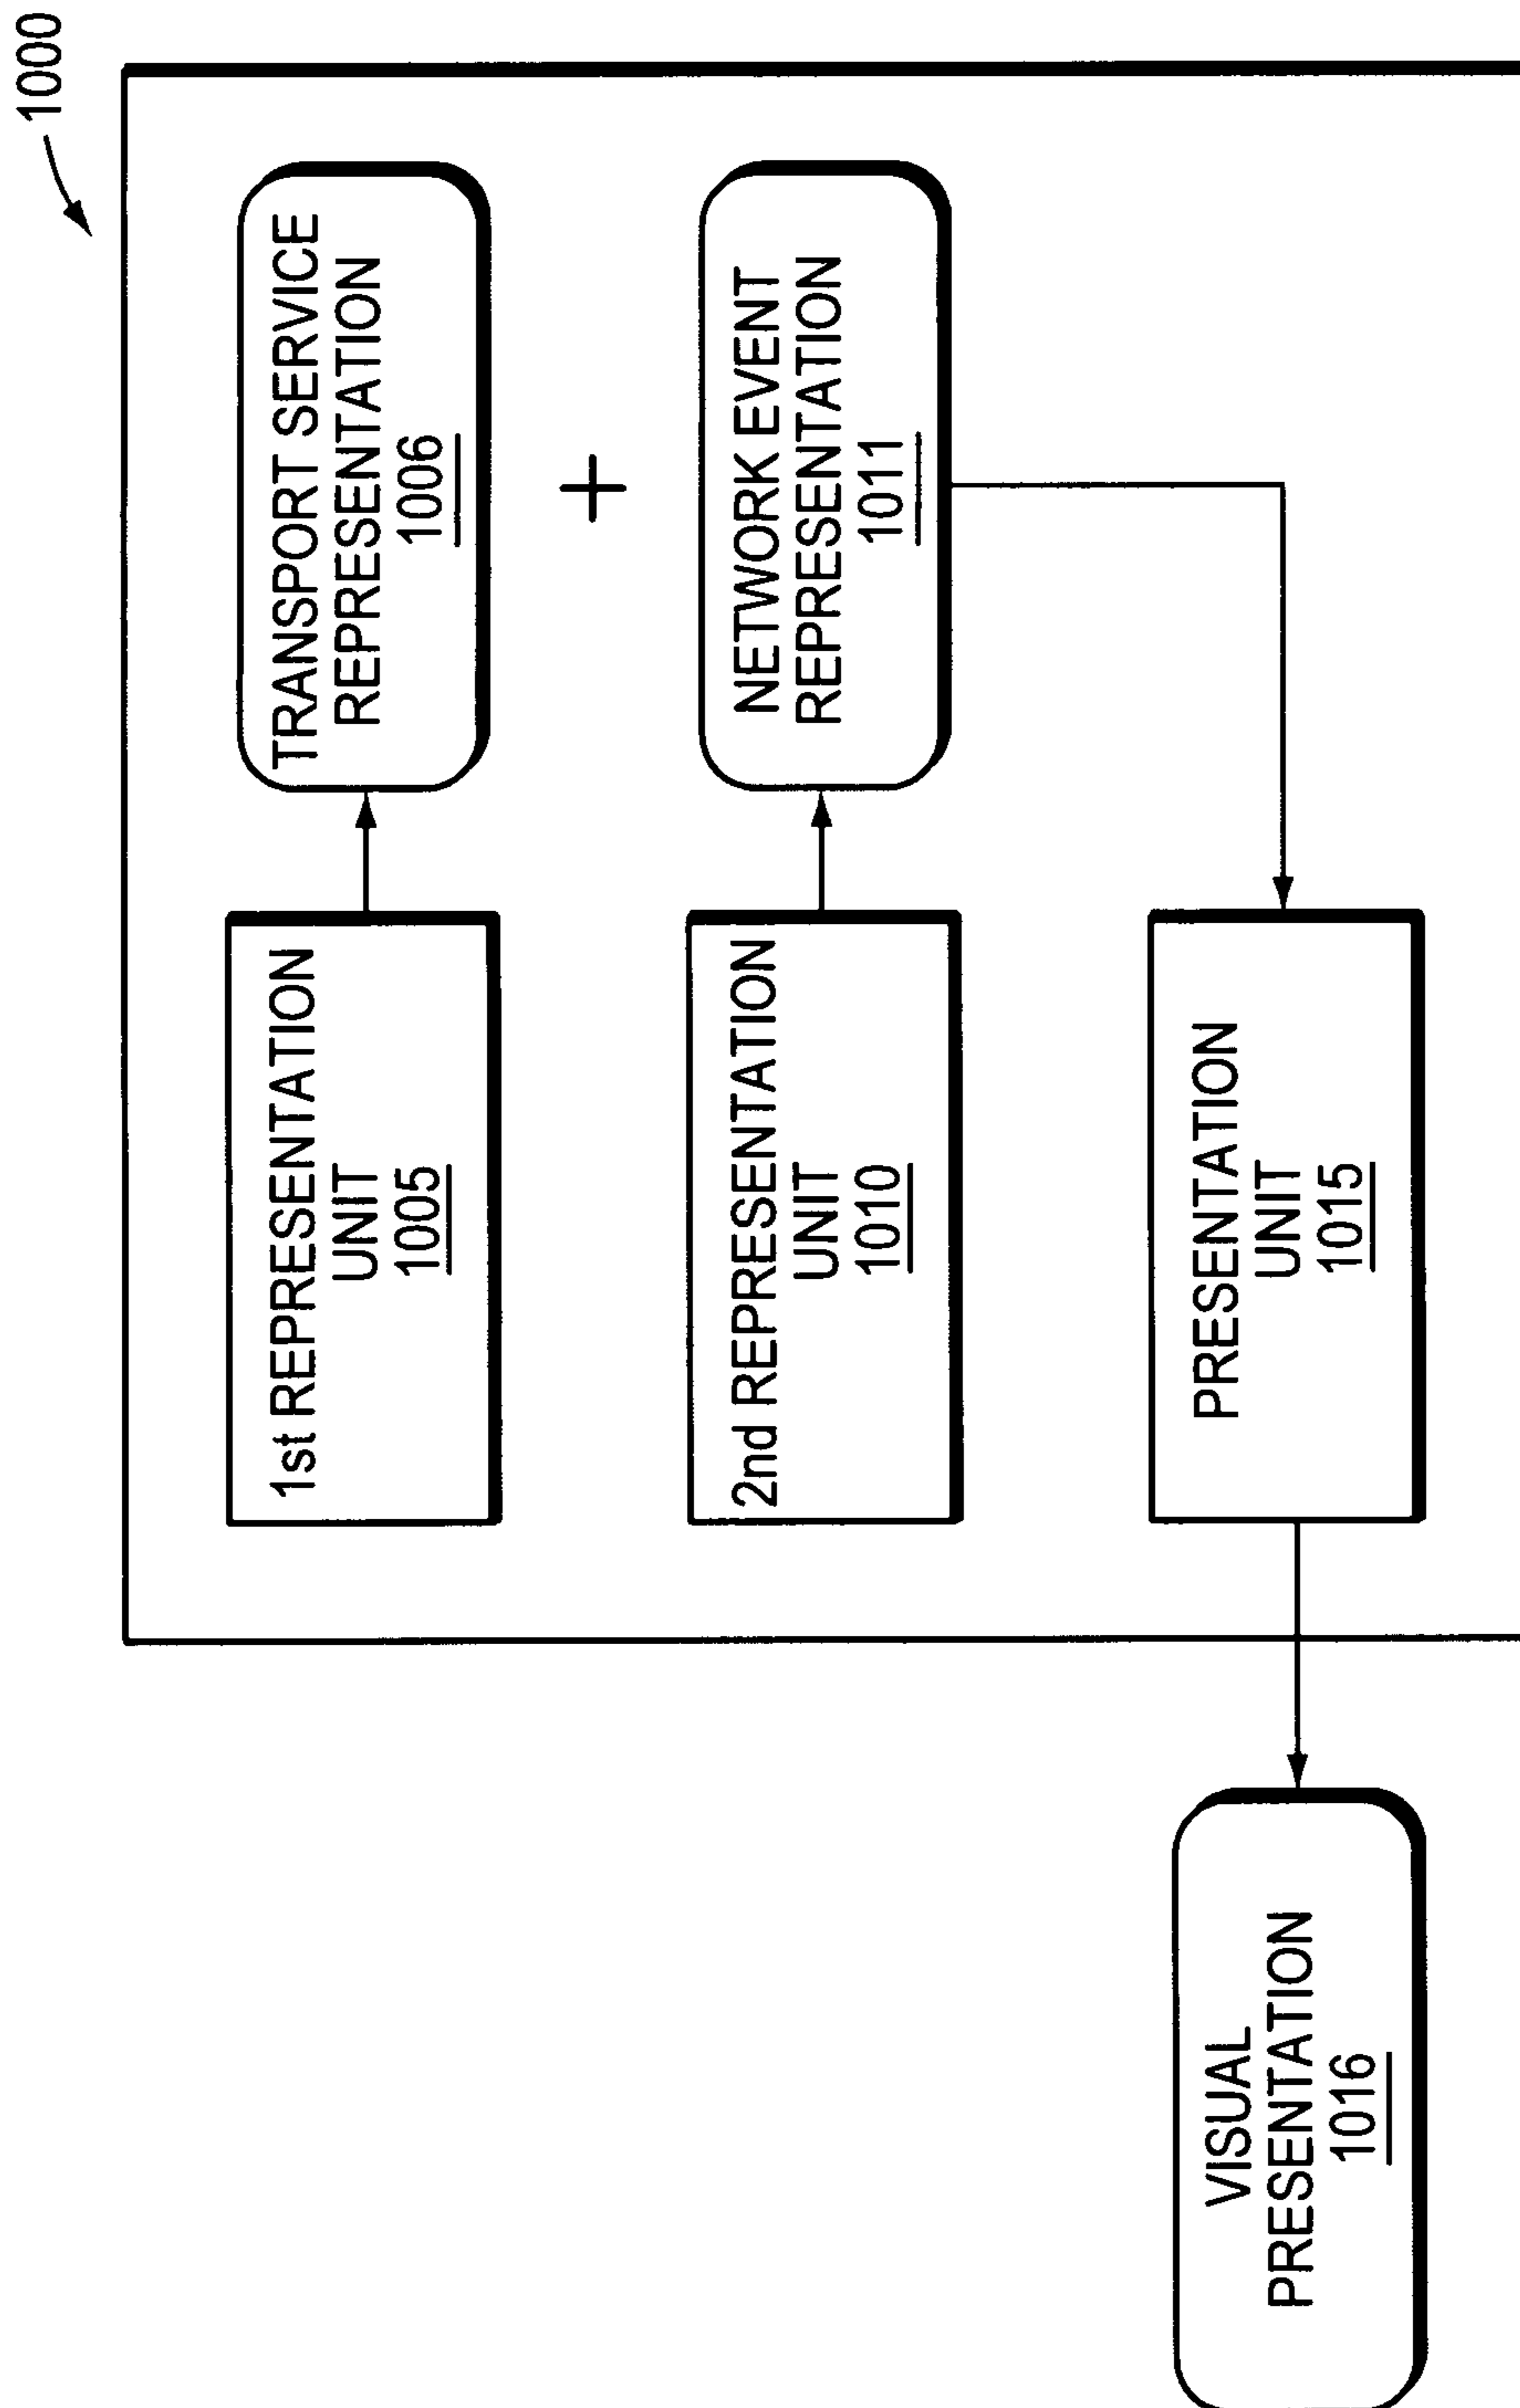 1000
1st REPRESENTATION
UNIT
1005
TRANSPORT SERVICE
REPRESENTATION
1006
+
2nd REPRESENTATION
UNIT
1010
NETWORK EVENT
REPRESENTATION
1011
PRESENTATION
UNIT
1015
VISUAL
PRESENTATION
1016